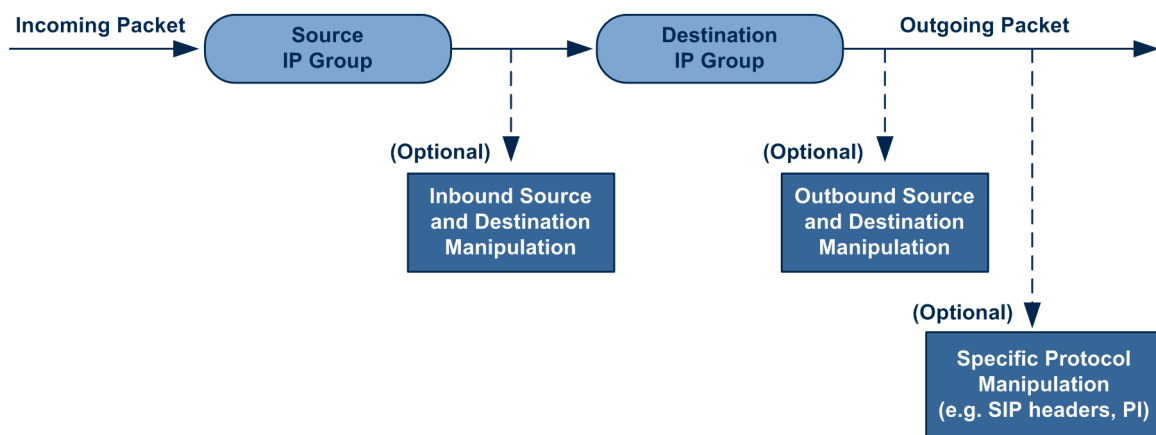 Incoming Packet
Source
IP Group
Destination
IP Group
Outgoing Packet
(Optional)
Inbound Source
and Destination
Manipulation
(Optional)
Outbound Source
and Destination
Manipulation
(Optional)
Specific Protocol
Manipulation
(e.g. SIP headers, PI)